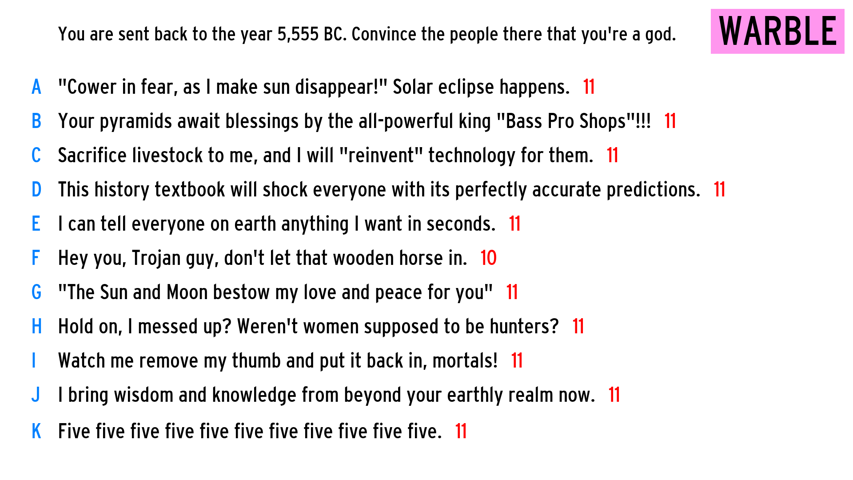 You are sent back to the year 5,555 BC. Convince the people there that you're a god.
WARBLE
A "Cower in fear, as I make sun disappear!" Solar eclipse happens. 11
B Your pyramids await blessings by the all-powerful king "Bass Pro Shops"!!! 11
C Sacrifice livestock to me, and I will "reinvent" technology for them. 11
D This history textbook will shock everyone with its perfectly accurate predictions. 11
E I can tell everyone on earth anything I want in seconds. 11
F Hey you, Trojan guy, don't let that wooden horse in. 10
G "The Sun and Moon bestow my love and peace for you" 11
H Hold on, I messed up? Weren't women supposed to be hunters? 11
I Watch me remove my thumb and put it back in, mortals! 11
J I bring wisdom and knowledge from beyond your earthly realm now. 11
K Five five five five five five five five five five five. 11